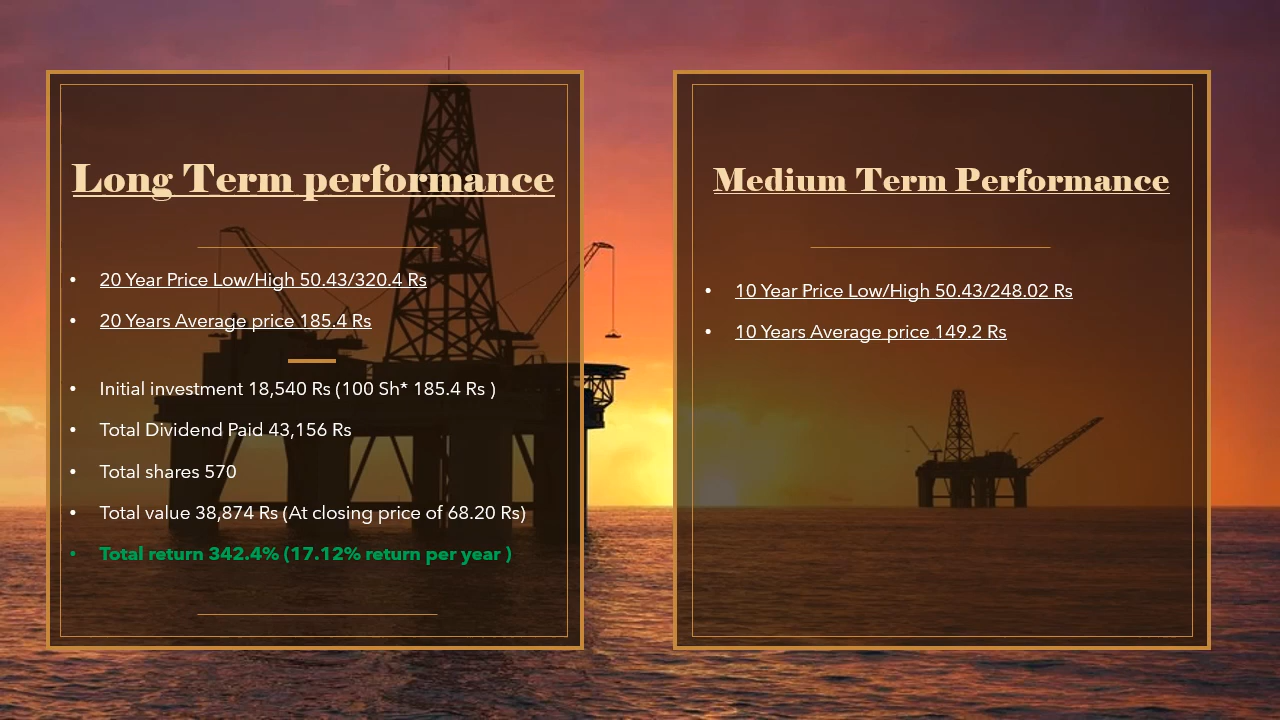 Long Term performance
• 20 Year Price Low/High 50.43/320.4 Rs
• 20 Years Average price 185.4 Rs
• Initial investment 18,540 Rs (100 Sh* 185.4 Rs )
• Total Dividend Paid 43,156 Rs
• Total shares 570
• Total value 38,874 Rs (At closing price of 68.20 Rs)
• Total return 342.4% (17.12% return per year )
Medium Term Performance
• 10 Year Price Low/High 50.43/248.02 Rs
• 10 Years Average price 149.2 Rs